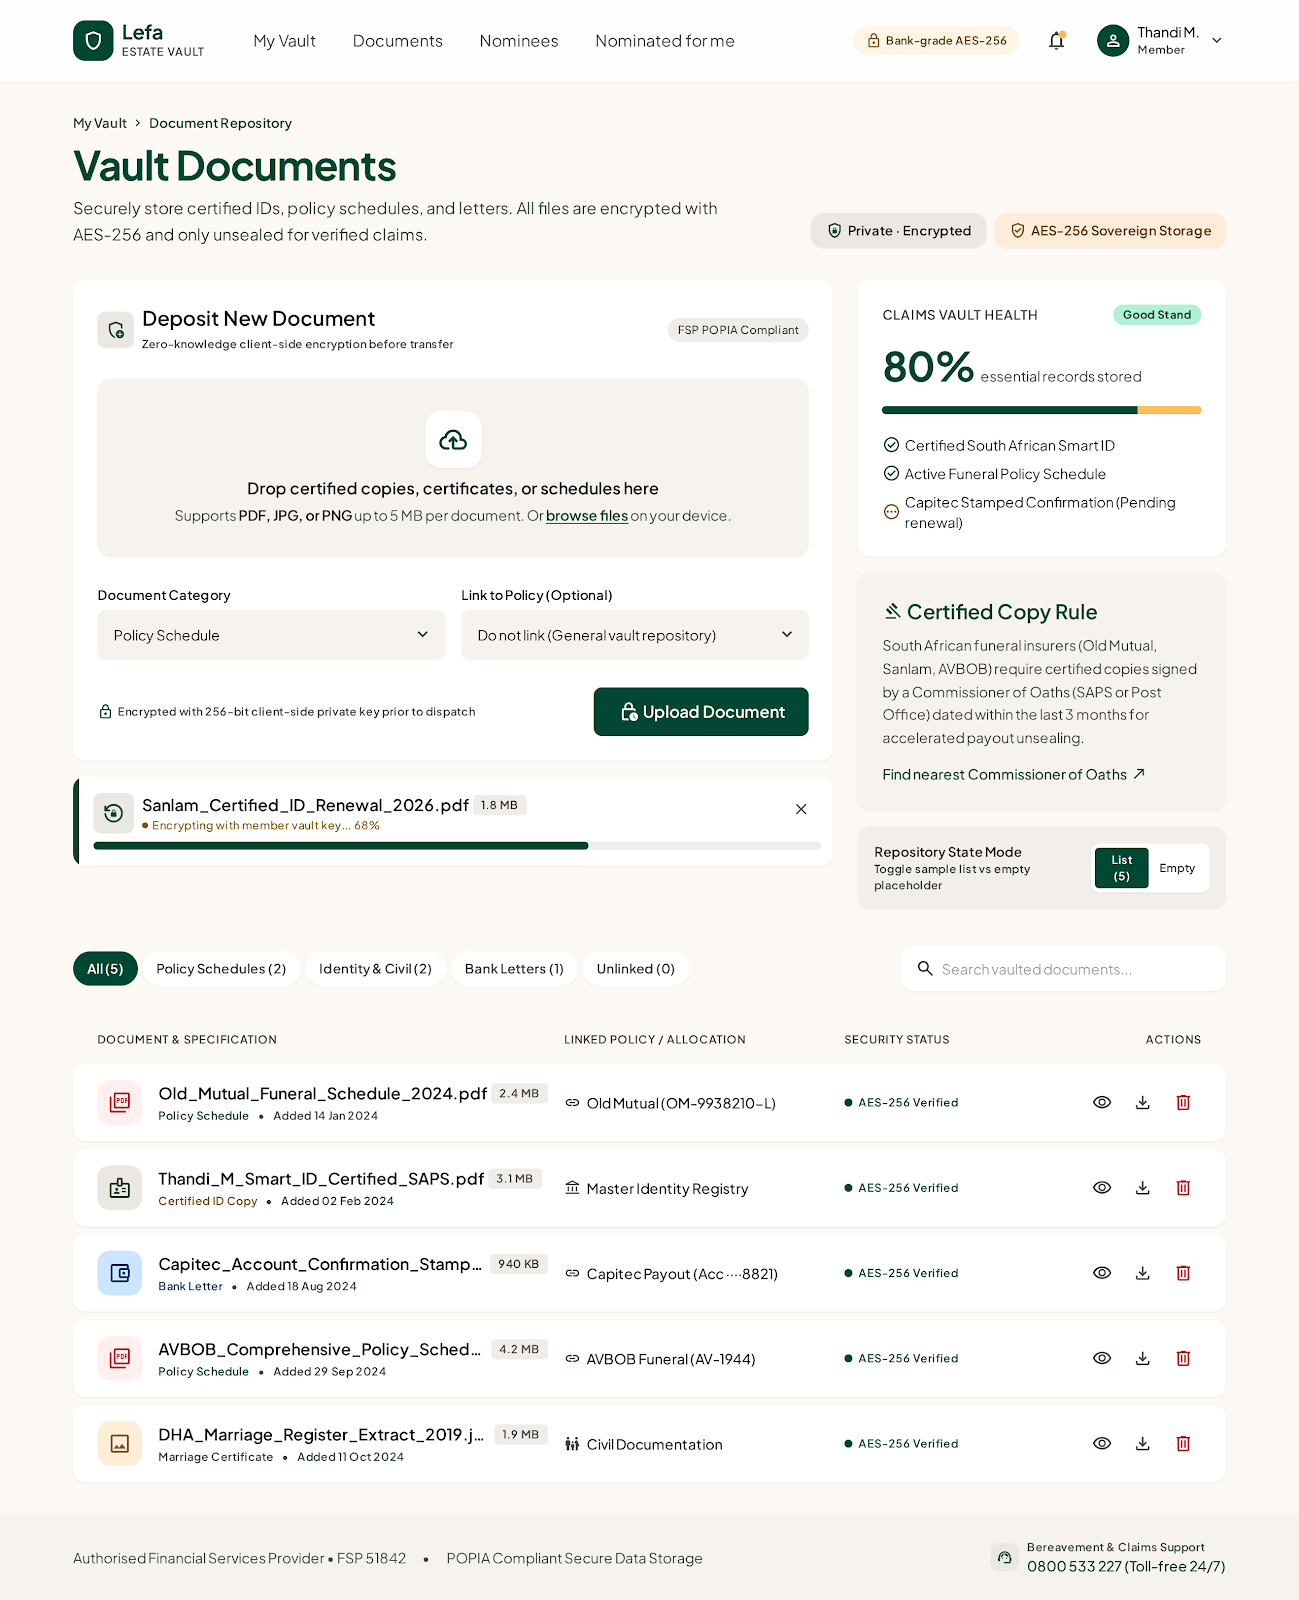 Lefa
ESTATE VAULT
My Vault
Documents
Nominees
Nominated for me
Bank-grade AES-256
Thandi M.
Member
My Vault > Document Repository
Vault Documents
Securely store certified IDs, policy schedules, and letters. All files are encrypted with
AES-256 and only unsealed for verified claims.
Private · Encrypted
AES-256 Sovereign Storage
Deposit New Document
Zero-knowledge client-side encryption before transfer
FSP POPIA Compliant
Drop certified copies, certificates, or schedules here
Supports PDF, JPG, or PNG up to 5 MB per document. Or browse files on your device.
Document Category
Policy Schedule
Link to Policy (Optional)
Do not link (General vault repository)
Encrypted with 256-bit client-side private key prior to dispatch
Upload Document
Sanlam_Certified_ID_Renewal_2026.pdf
1.8 MB
Encrypting with member vault key... 68%
CLAIMS VAULT HEALTH
Good Stand
80% essential records stored
Certified South African Smart ID
Active Funeral Policy Schedule
Capitec Stamped Confirmation (Pending
renewal)
Certified Copy Rule
South African funeral insurers (Old Mutual,
Sanlam, AVBOB) require certified copies signed
by a Commissioner of Oaths (SAPS or Post
Office) dated within the last 3 months for
accelerated payout unsealing.
Find nearest Commissioner of Oaths
Repository State Mode
Toggle sample list vs empty
placeholder
List
(5)
Empty
All (5)
Policy Schedules (2)
Identity & Civil (2)
Bank Letters (1)
Unlinked (0)
Search vaulted documents...
DOCUMENT & SPECIFICATION
LINKED POLICY / ALLOCATION
SECURITY STATUS
ACTIONS
PDF
Old_Mutual_Funeral_Schedule_2024.pdf
2.4 MB
Policy Schedule • Added 14 Jan 2024
Old Mutual (OM-9938210-L)
AES-256 Verified
Thandi_M_Smart_ID_Certified_SAPS.pdf
3.1 MB
Certified ID Copy • Added 02 Feb 2024
Master Identity Registry
AES-256 Verified
Capitec_Account_Confirmation_Stamp...
940 KB
Bank Letter • Added 18 Aug 2024
Capitec Payout (Acc ····8821)
AES-256 Verified
PDF
AVBOB_Comprehensive_Policy_Sched...
4.2 MB
Policy Schedule • Added 29 Sep 2024
AVBOB Funeral (AV-1944)
AES-256 Verified
DHA_Marriage_Register_Extract_2019.j...
1.9 MB
Marriage Certificate • Added 11 Oct 2024
Civil Documentation
AES-256 Verified
Authorised Financial Services Provider • FSP 51842 • POPIA Compliant Secure Data Storage
Bereavement & Claims Support
0800 533 227 (Toll-free 24/7)